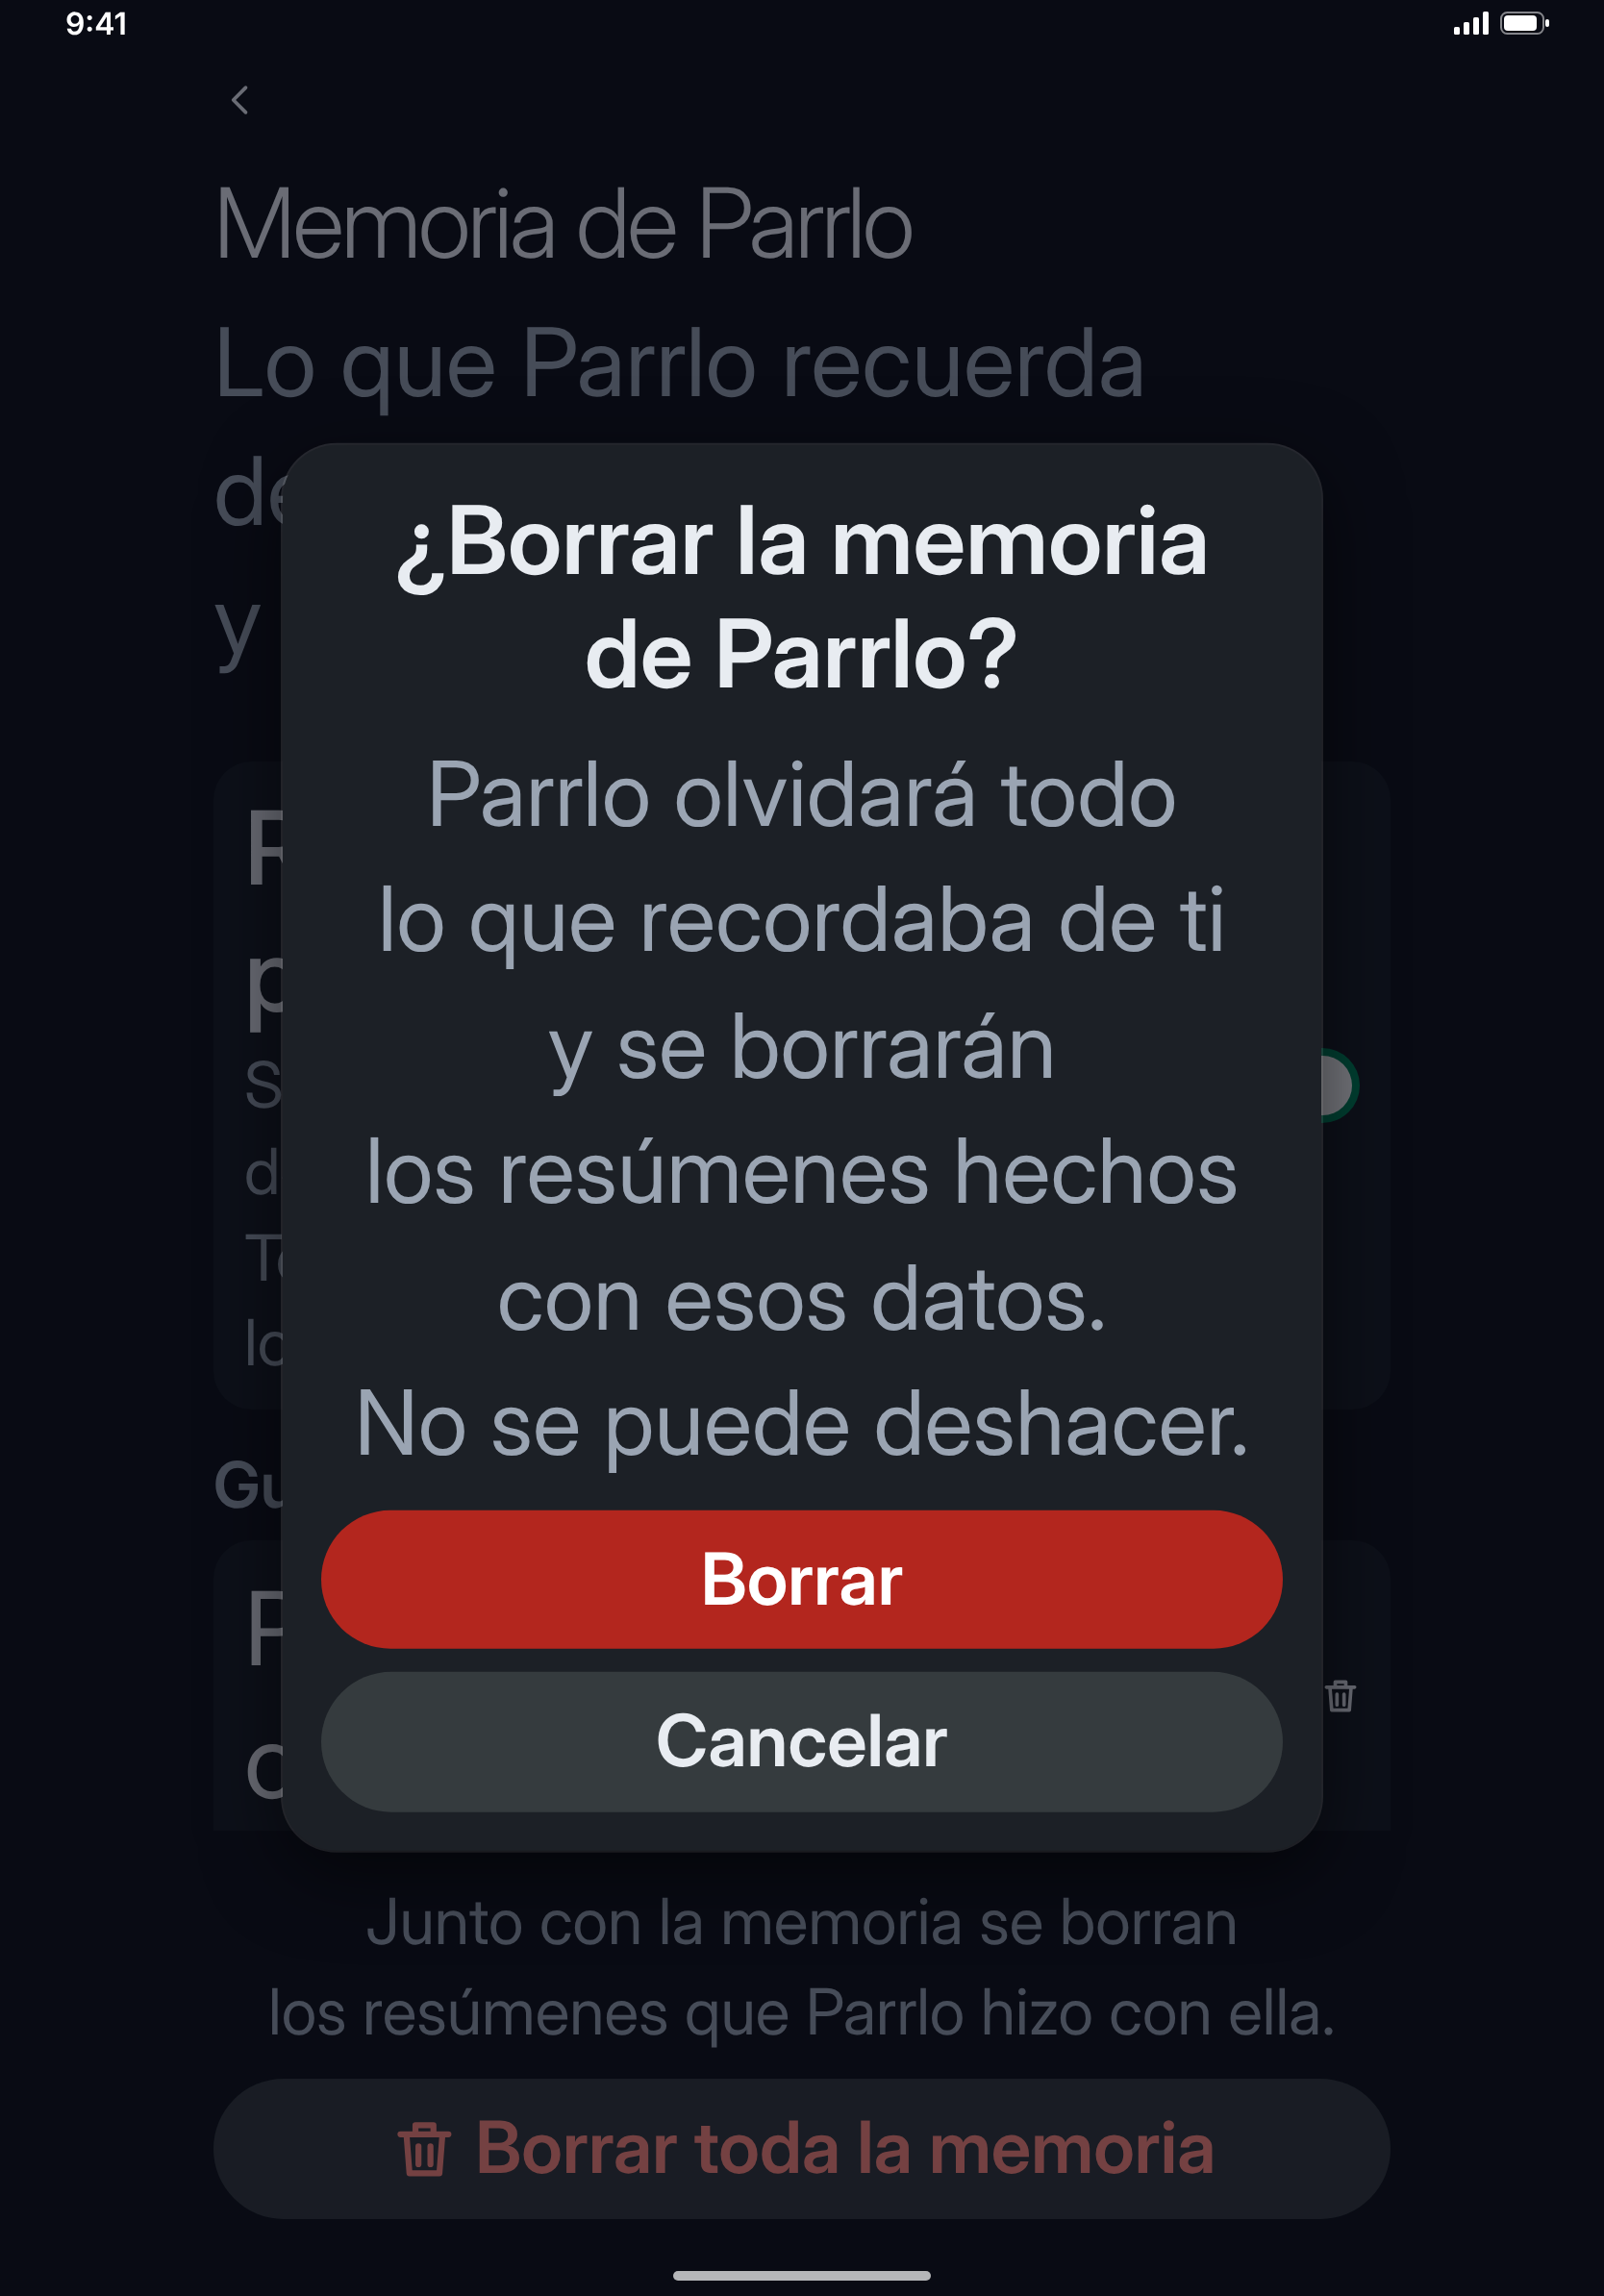 9:41
Memoria de Parrlo
Lo que Parrlo recuerda
y
¿Borrar la memoria
de Parrlo?
Parrlo olvidará todo
lo que recordaba de ti
y se borrarán
los resúmenes hechos
con esos datos.
No se puede deshacer.
Borrar
Cancelar
Junto con la memoria se borran
los resúmenes que Parrlo hizo con ella.
Borrar toda la memoria